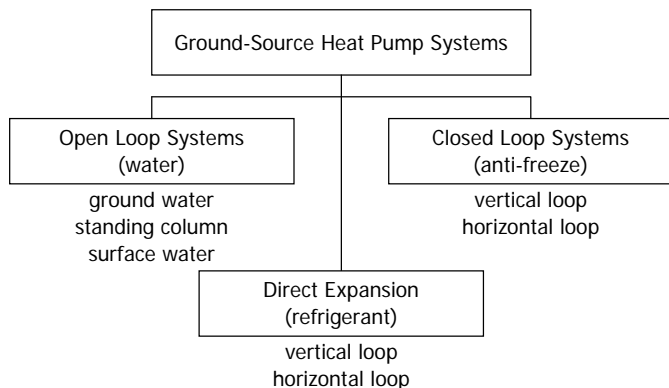 Ground-Source Heat Pump Systems
Open Loop Systems
(water)
ground water
standing column
surface water
Closed Loop Systems
(anti-freeze)
vertical loop
horizontal loop
Direct Expansion
(refrigerant)
vertical loop
horizontal loop